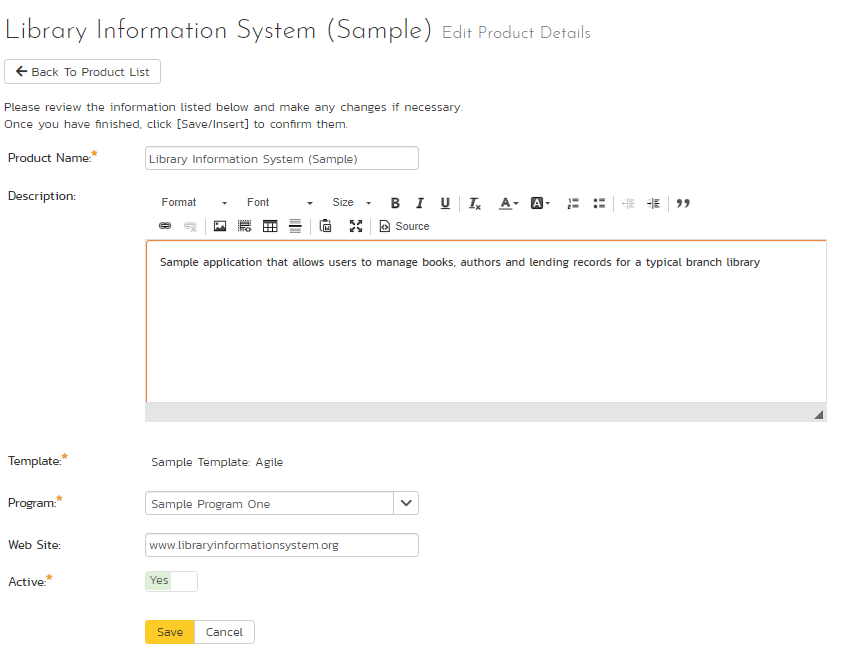 Library Information System (Sample) Edit Product Details
Back To Product List
Please review the information listed below and make any changes if necessary.
Once you have finished, click [Save/Insert] to confirm them.
Product Name:* Library Information System (Sample)
Description:
Format Font Size B I U Ix A A
Source
Sample application that allows users to manage books, authors and lending records for a typical branch library
Template:* Sample Template: Agile
Program:* Sample Program One
Web Site: www.libraryinformationsystem.org
Active:* Yes
Save Cancel